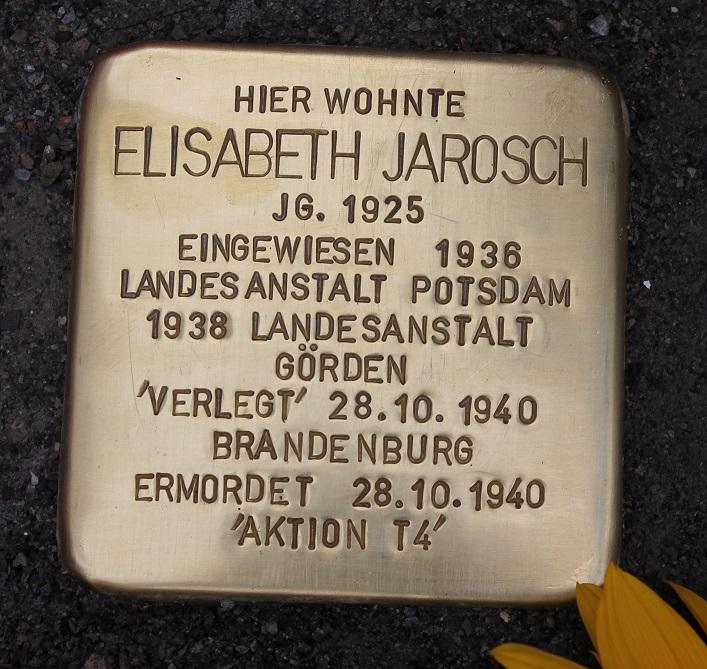 HIER WOHNTE
ELISABETH JAROSCH
JG. 1925
EINGEWIESEN 1936
LANDESANSTALT POTSDAM
1938 LANDESANSTALT
GÖRDEN
'VERLEGT' 28.10.1940
BRANDENBURG
ERMORDET 28.10.1940
'AKTION T4'